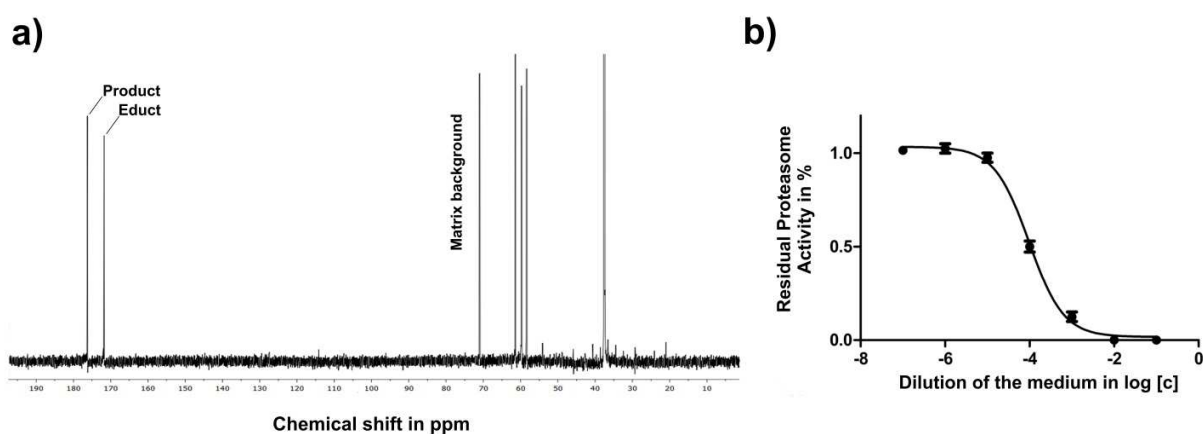 a)
Product
Educt
Matrix background
190 180 170 160 150 140 130 120 110 100 90 80 70 60 50 40 30 20 10
Chemical shift in ppm
b)
Residual Proteasome
Activity in %
1.0
0.5
0.0
-8 -6 -4 -2 0
Dilution of the medium in log [c]